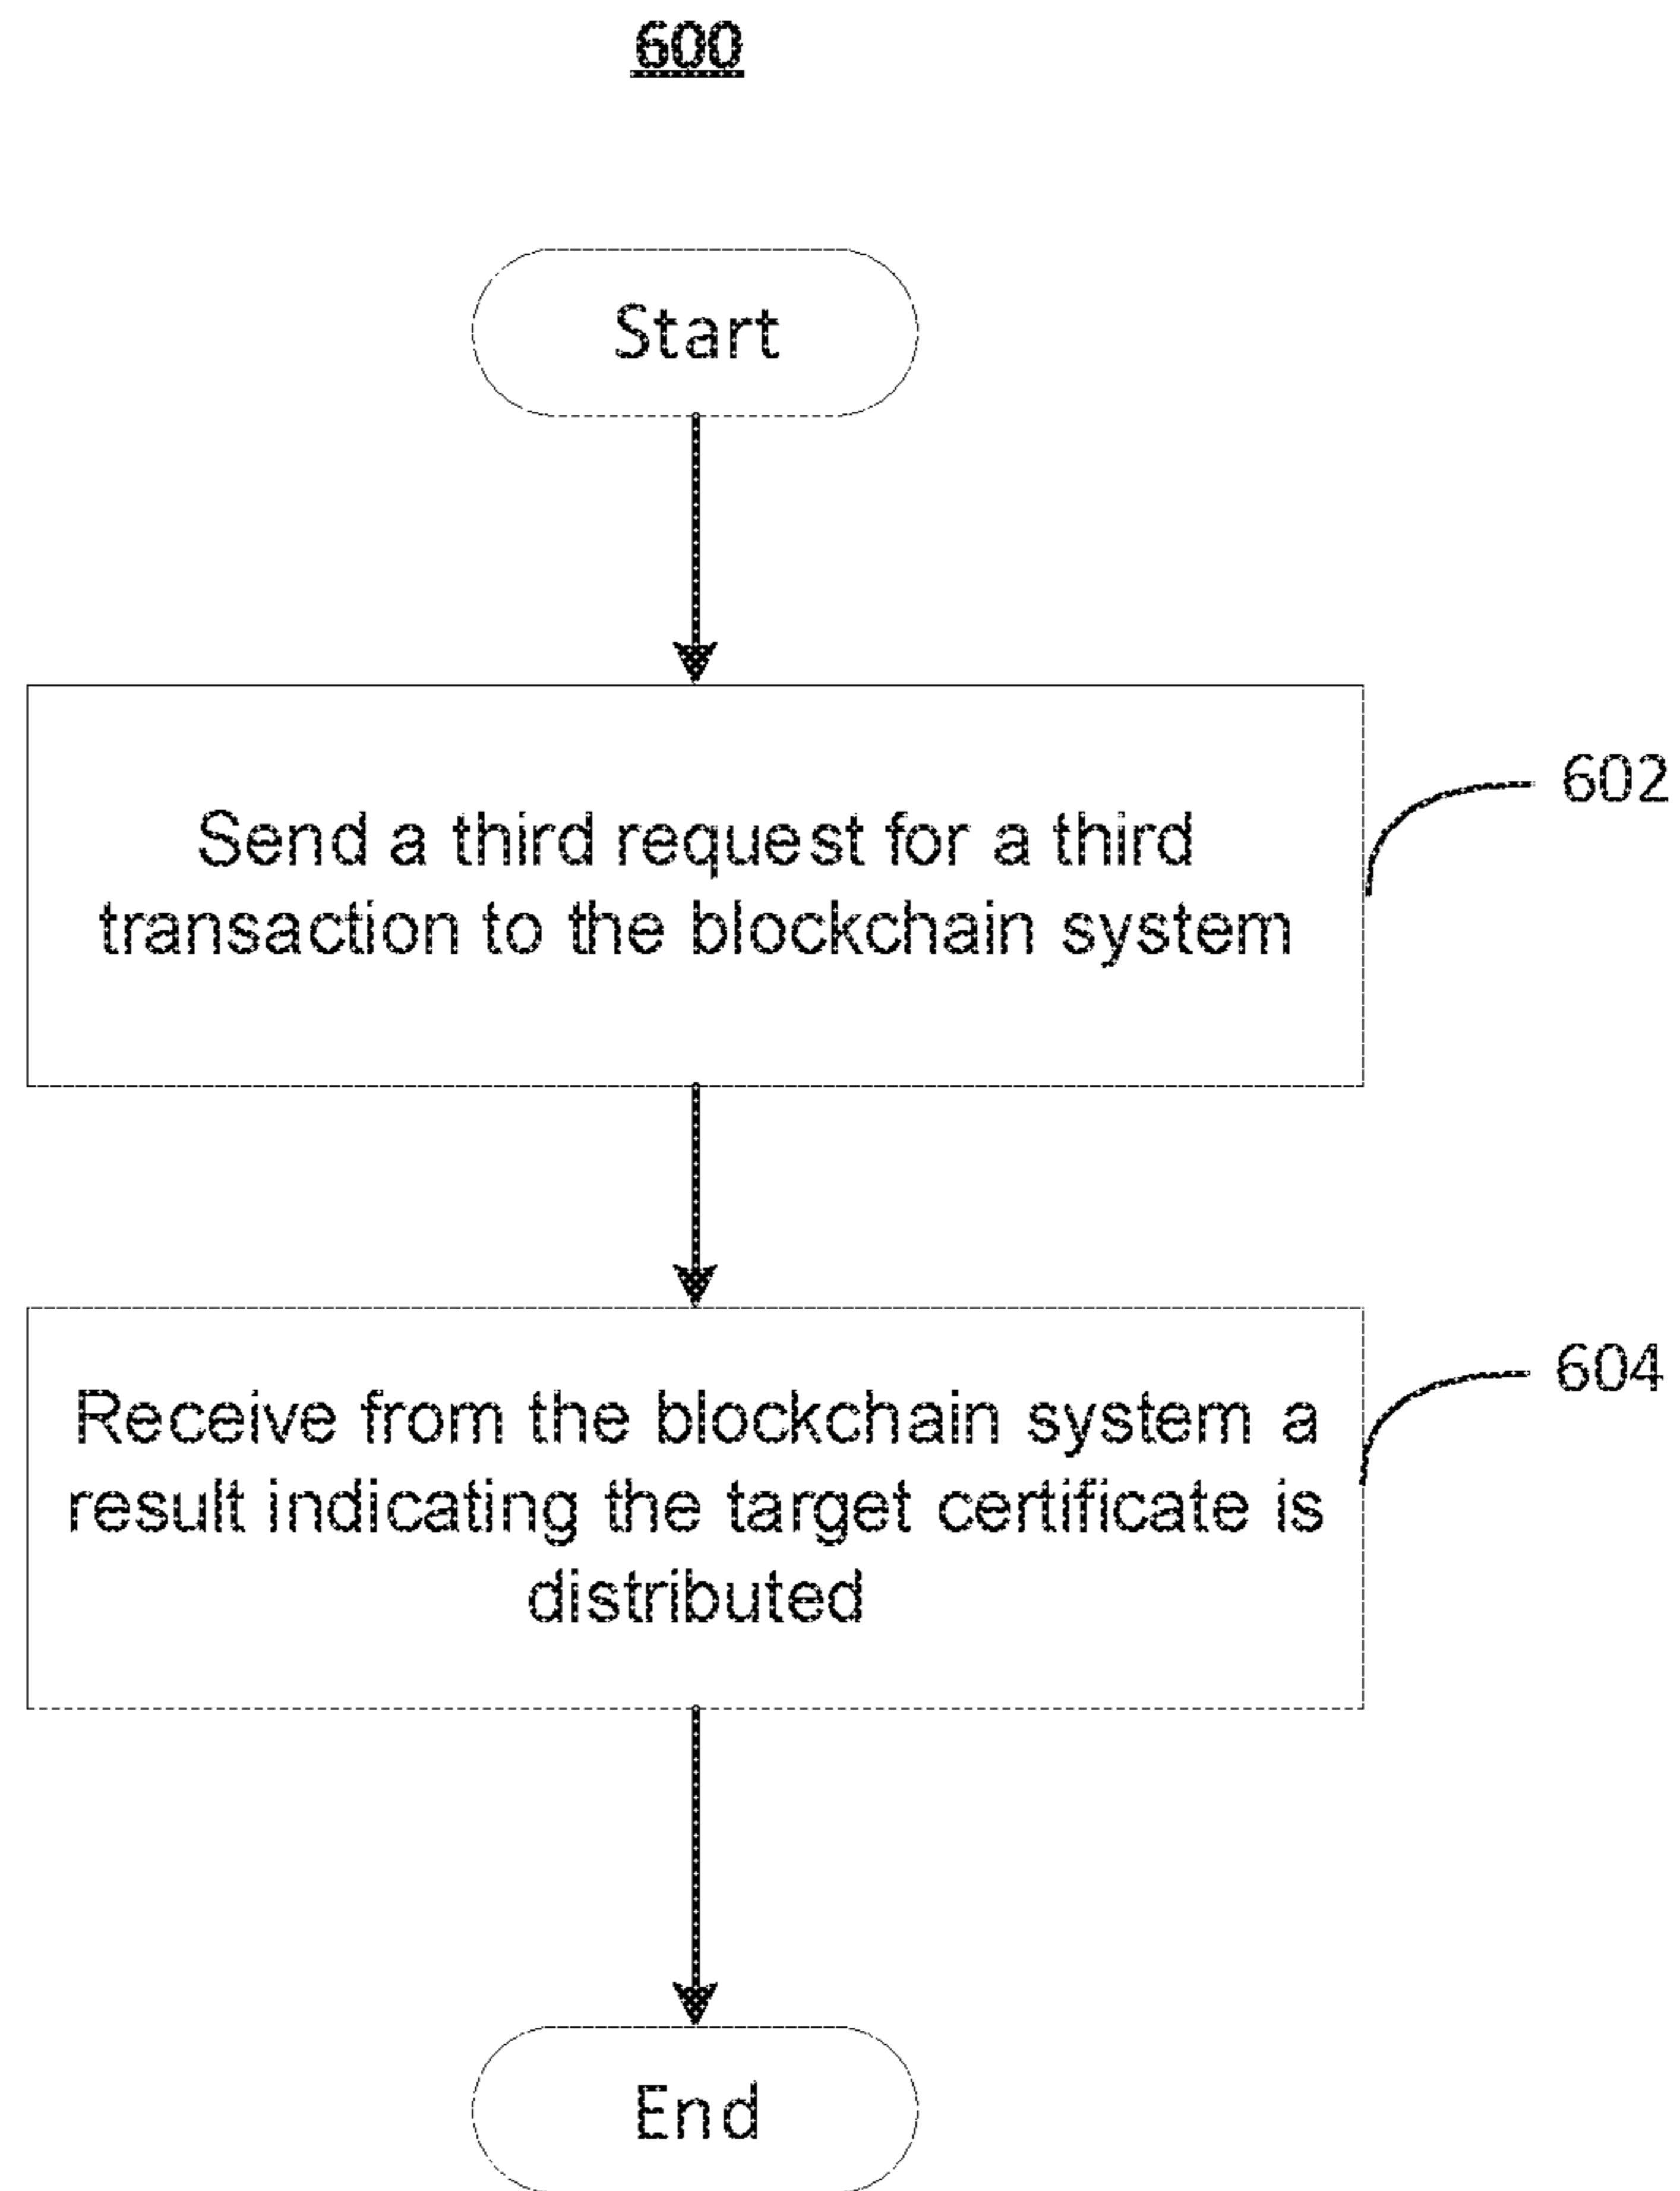 600
Start
Send a third request for a third
transaction to the blockchain system
602
Receive from the blockchain system a
result indicating the target certificate is
distributed
604
End